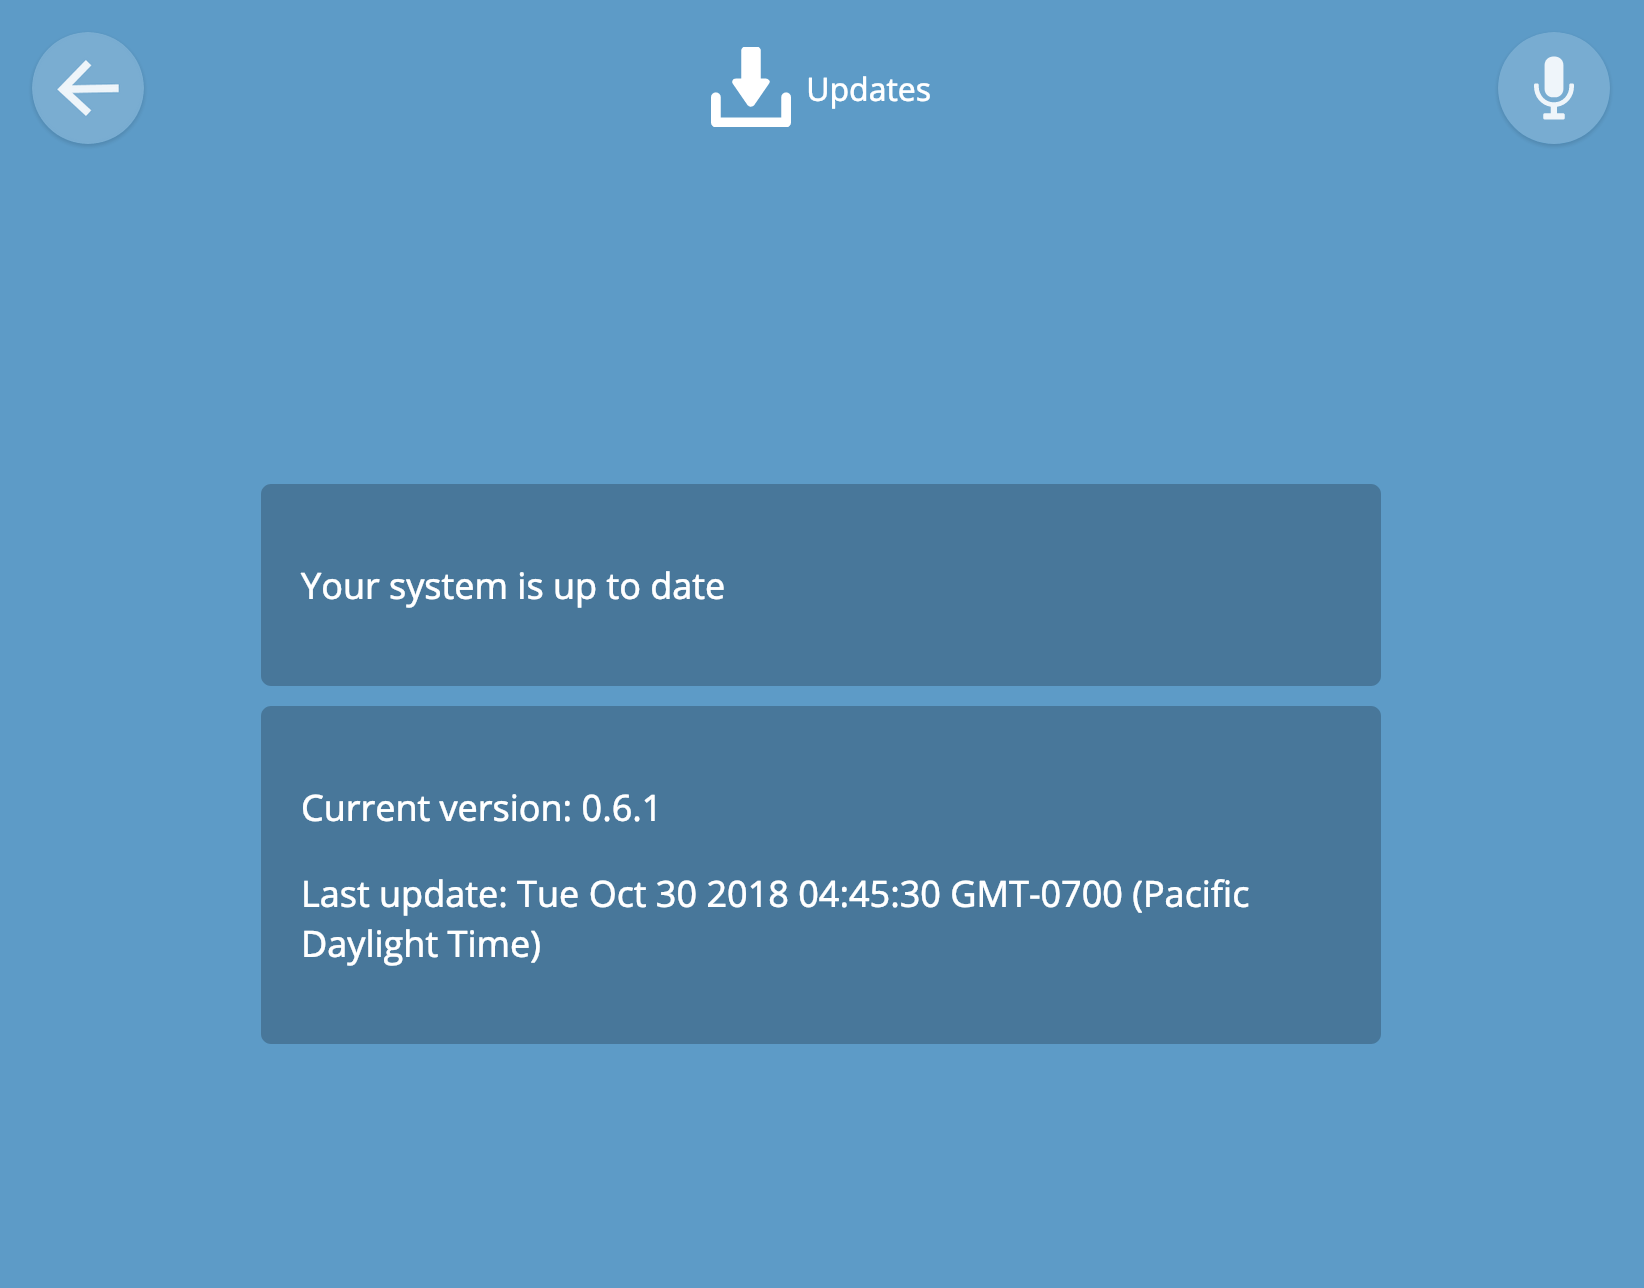 Updates
Your system is up to date
Current version: 0.6.1
Last update: Tue Oct 30 2018 04:45:30 GMT-0700 (Pacific
Daylight Time)